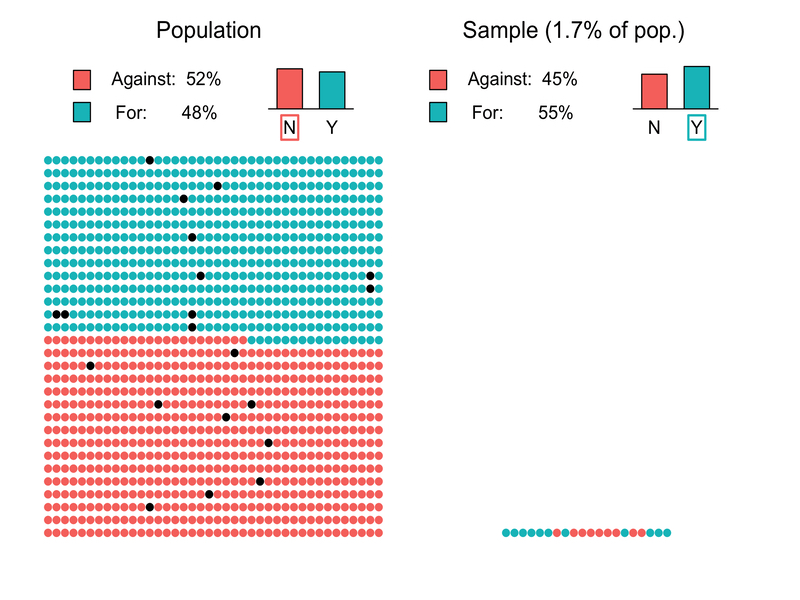 Population
Against: 52%
For: 48%
N Y
Sample (1.7% of pop.)
Against: 45%
For: 55%
N Y